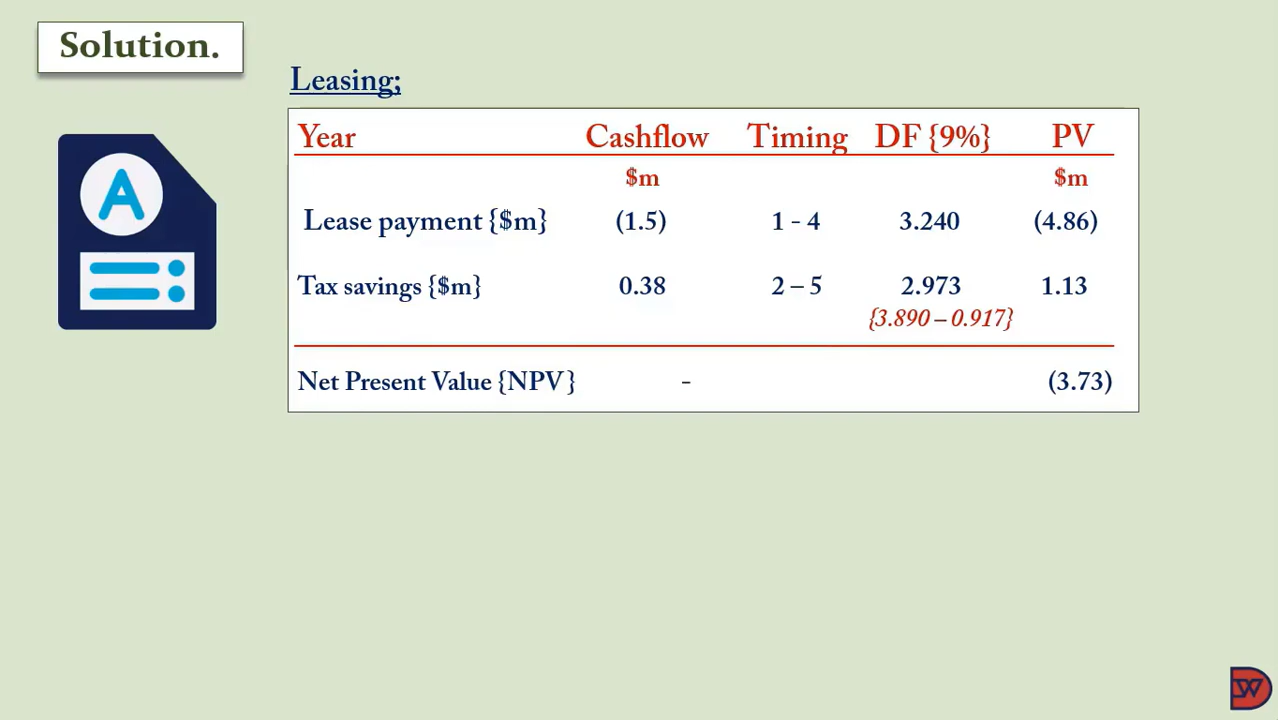 Solution.
Leasing;
Year Cashflow Timing DF {9%} PV
$m $m
Lease payment {$m} (1.5) 1 - 4 3.240 (4.86)
Tax savings {$m} 0.38 2 – 5 2.973 1.13
{3.890 – 0.917}
Net Present Value {NPV} - (3.73)
A
DW